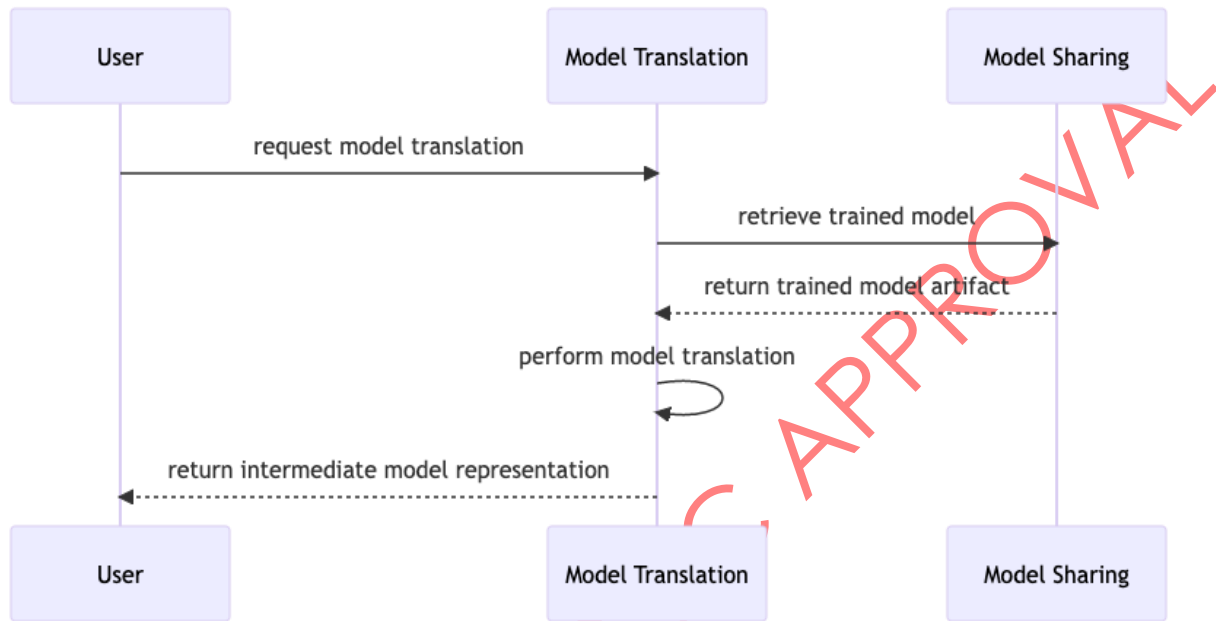 User
Model Translation
Model Sharing
request model translation
retrieve trained model
return trained model artifact
perform model translation
return intermediate model representation
User
Model Translation
Model Sharing
C APPROVAL